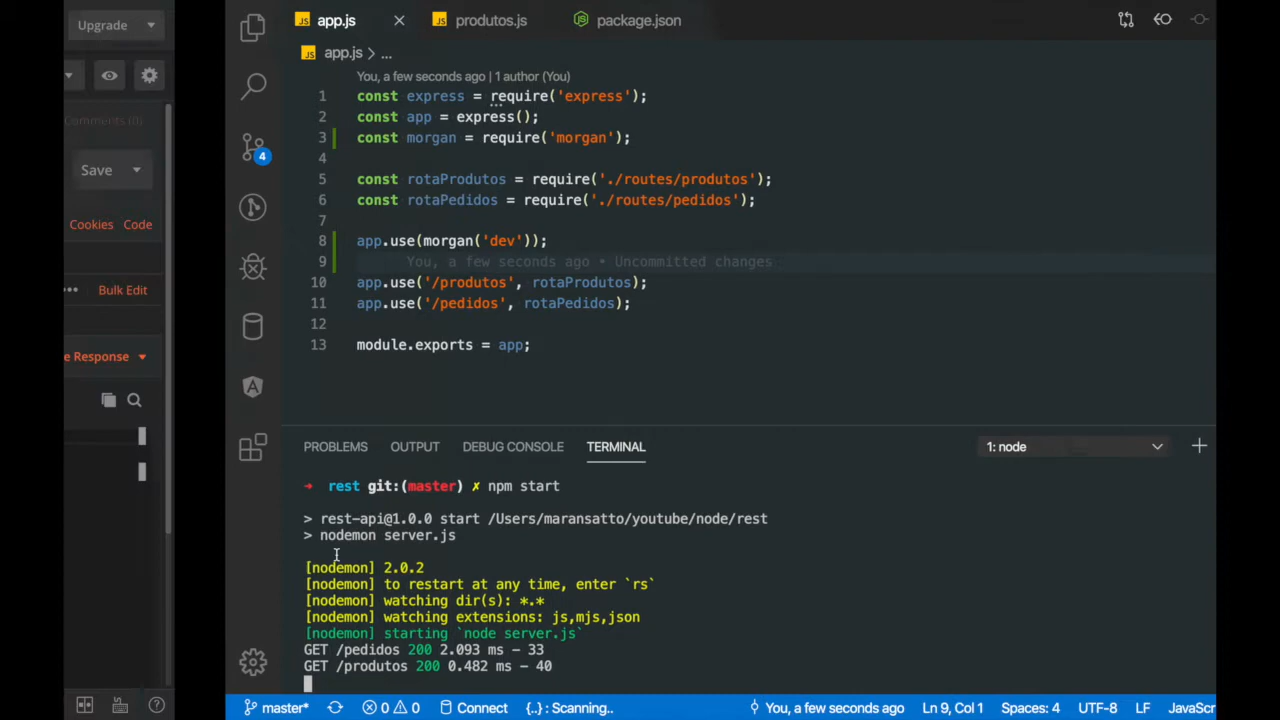 Upgrade
Comments (0)
Save
Cookies Code
••• Bulk Edit
e Response
app.js
produtos.js
package.json
app.js > ...
You, a few seconds ago | 1 author (You)
1 const express = require('express');
2 const app = express();
3 const morgan = require('morgan');
4
5 const rotaProdutos = require('./routes/produtos');
6 const rotaPedidos = require('./routes/pedidos');
7
8 app.use(morgan('dev'));
9 You, a few seconds ago • Uncommitted changes
10 app.use('/produtos', rotaProdutos);
11 app.use('/pedidos', rotaPedidos);
12
13 module.exports = app;
4
PROBLEMS OUTPUT DEBUG CONSOLE TERMINAL 1: node
➜ rest git:(master) ✗ npm start
> rest-api@1.0.0 start /Users/maransatto/youtube/node/rest
> nodemon server.js
[nodemon] 2.0.2
[nodemon] to restart at any time, enter `rs`
[nodemon] watching dir(s): *.*
[nodemon] watching extensions: js,mjs,json
[nodemon] starting `node server.js`
GET /pedidos 200 2.093 ms - 33
GET /produtos 200 0.482 ms - 40
master* 0 0 Connect {..} : Scanning.. You, a few seconds ago Ln 9, Col 1 Spaces: 4 UTF-8 LF JavaScr